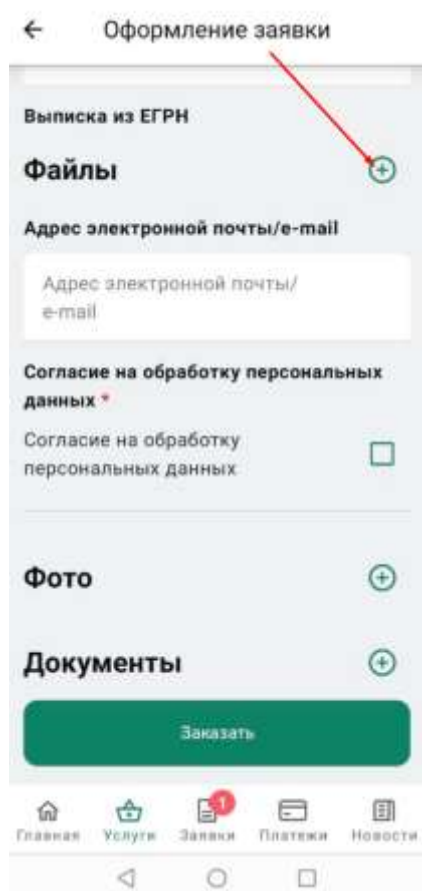 Оформление заявки
Выписка из ЕГРН
Файлы
Адрес электронной почты/e-mail
Адрес электронной почты/
e-mail
Согласие на обработку персональных
данных *
Согласие на обработку
персональных данных
Фото
Документы
Заказать
1
Главная Услуги Заявки Платежи Новости